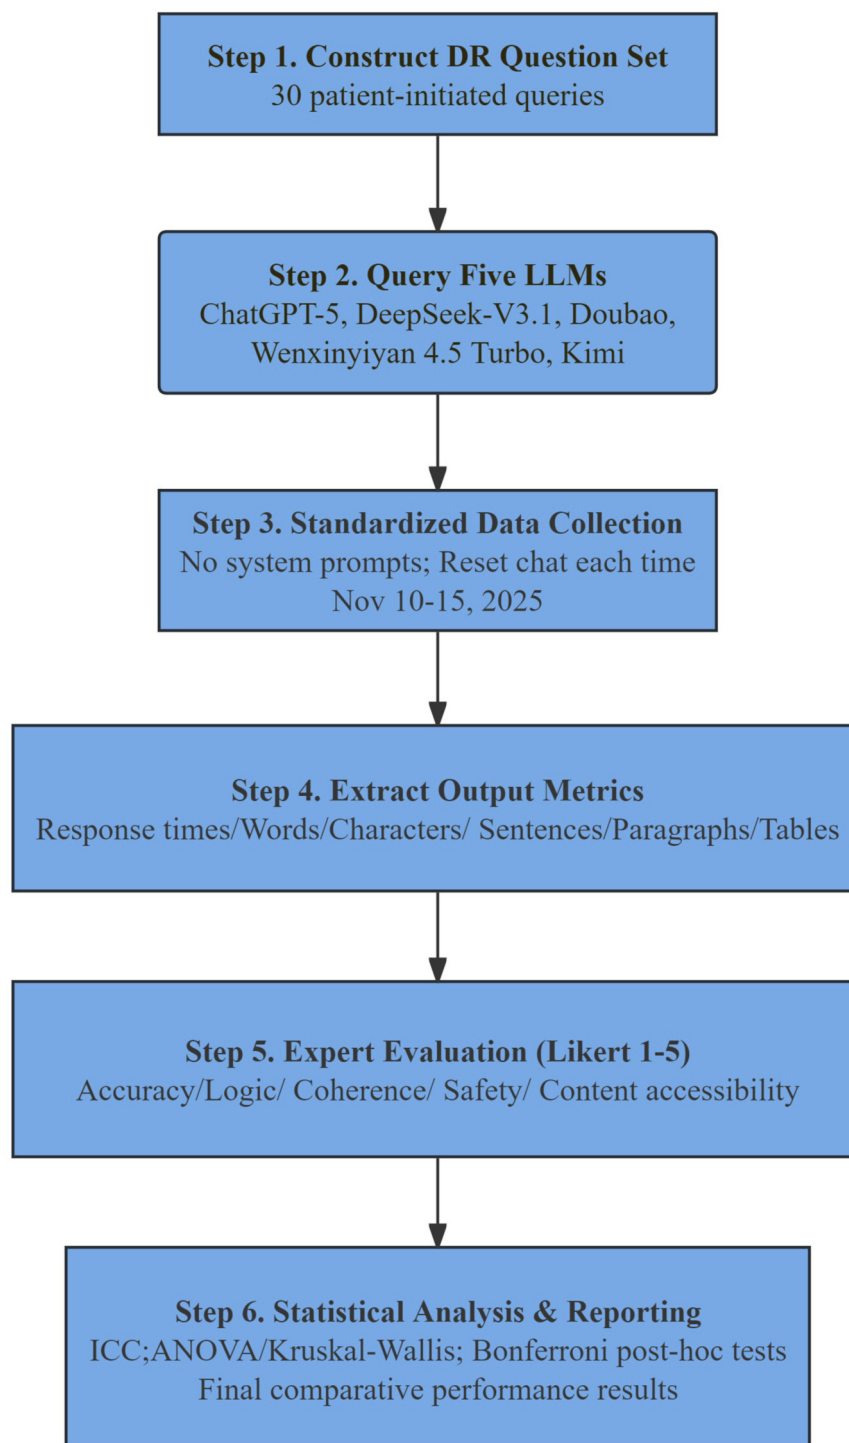 Step 1. Construct DR Question Set
30 patient-initiated queries
Step 2. Query Five LLMs
ChatGPT-5, DeepSeek-V3.1, Doubao,
Wenxinyiyan 4.5 Turbo, Kimi
Step 3. Standardized Data Collection
No system prompts; Reset chat each time
Nov 10-15, 2025
Step 4. Extract Output Metrics
Response times/Words/Characters/ Sentences/Paragraphs/Tables
Step 5. Expert Evaluation (Likert 1-5)
Accuracy/Logic/ Coherence/ Safety/ Content accessibility
Step 6. Statistical Analysis & Reporting
ICC;ANOVA/Kruskal-Wallis; Bonferroni post-hoc tests
Final comparative performance results